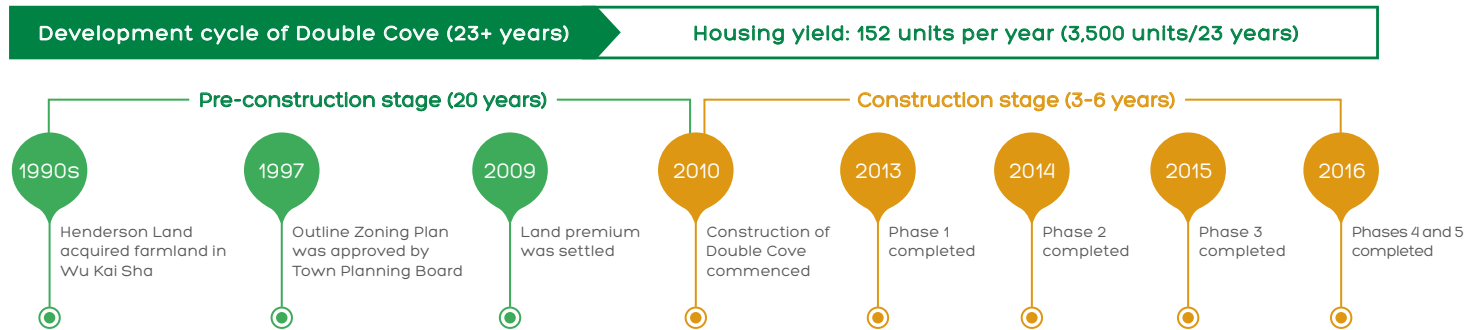 Development cycle of Double Cove (23+ years)
Housing yield: 152 units per year (3,500 units/23 years)
Pre-construction stage (20 years)
Construction stage (3-6 years)
1990s
Henderson Land
acquired farmland in
Wu Kai Sha
1997
Outline Zoning Plan
was approved by
Town Planning Board
2009
Land premium
was settled
2010
Construction of
Double Cove
commenced
2013
Phase 1
completed
2014
Phase 2
completed
2015
Phase 3
completed
2016
Phases 4 and 5
completed